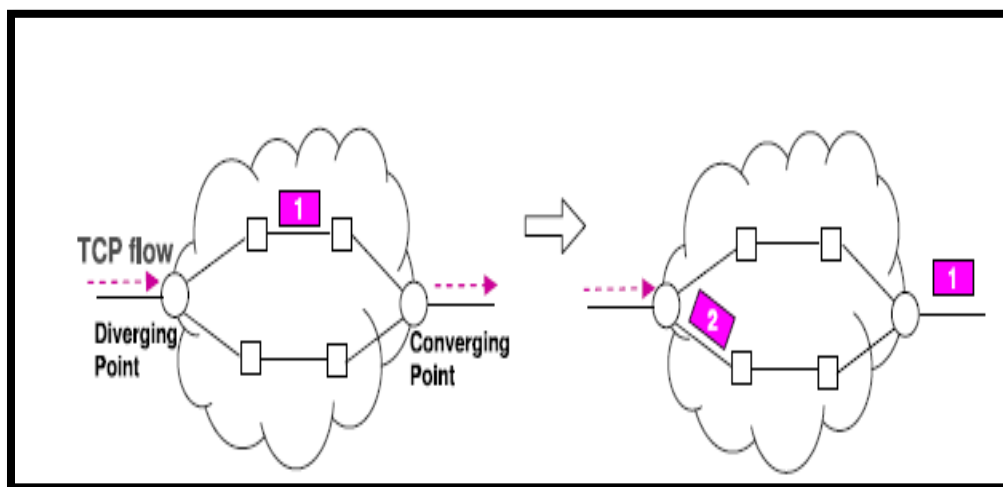 1
TCP flow
Diverging
Point
Converging
Point
1
2